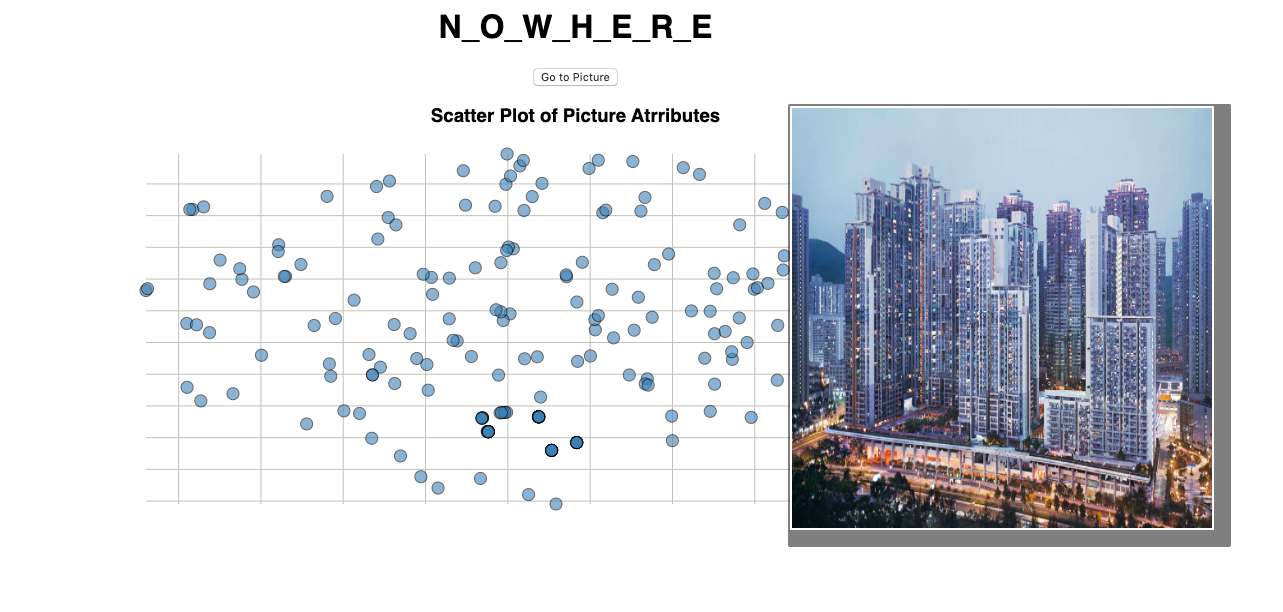 N_O_W_H_E_R_E
Go to Picture
Scatter Plot of Picture Atrributes